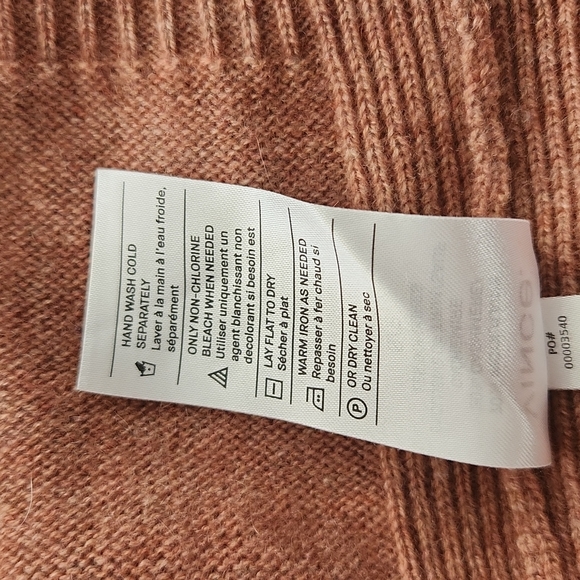 HAND WASH COLD
SEPARATELY
Laver à la main à l'eau froide,
séparément
ONLY NON-CHLORINE
BLEACH WHEN NEEDED
Utiliser uniquement un
agent blanchissant non
decolorant si besoin est
LAY FLAT TO DRY
Sécher à plat
WARM IRON AS NEEDED
Repasser à fer chaud si
besoin
P
OR DRY CLEAN
Ou nettoyer à sec
PO#
00003540